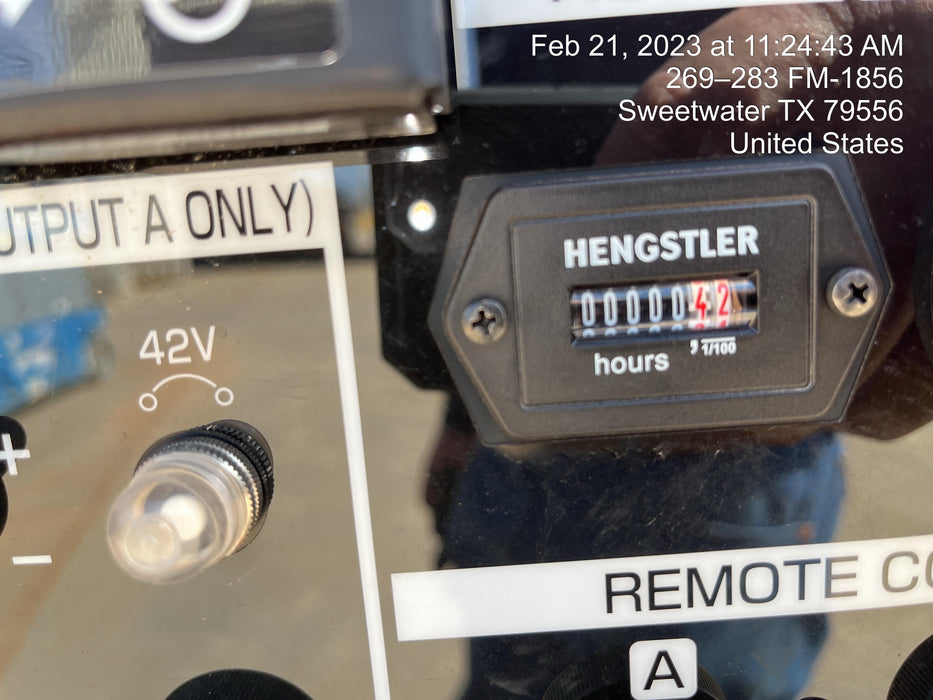 Feb 21, 2023 at 11:24:43 AM
269–283 FM-1856
Sweetwater TX 79556
United States
UTPUT A ONLY)
HENGSTLER
0000042
hours , 1/100
42V
+
–
REMOTE CO
A